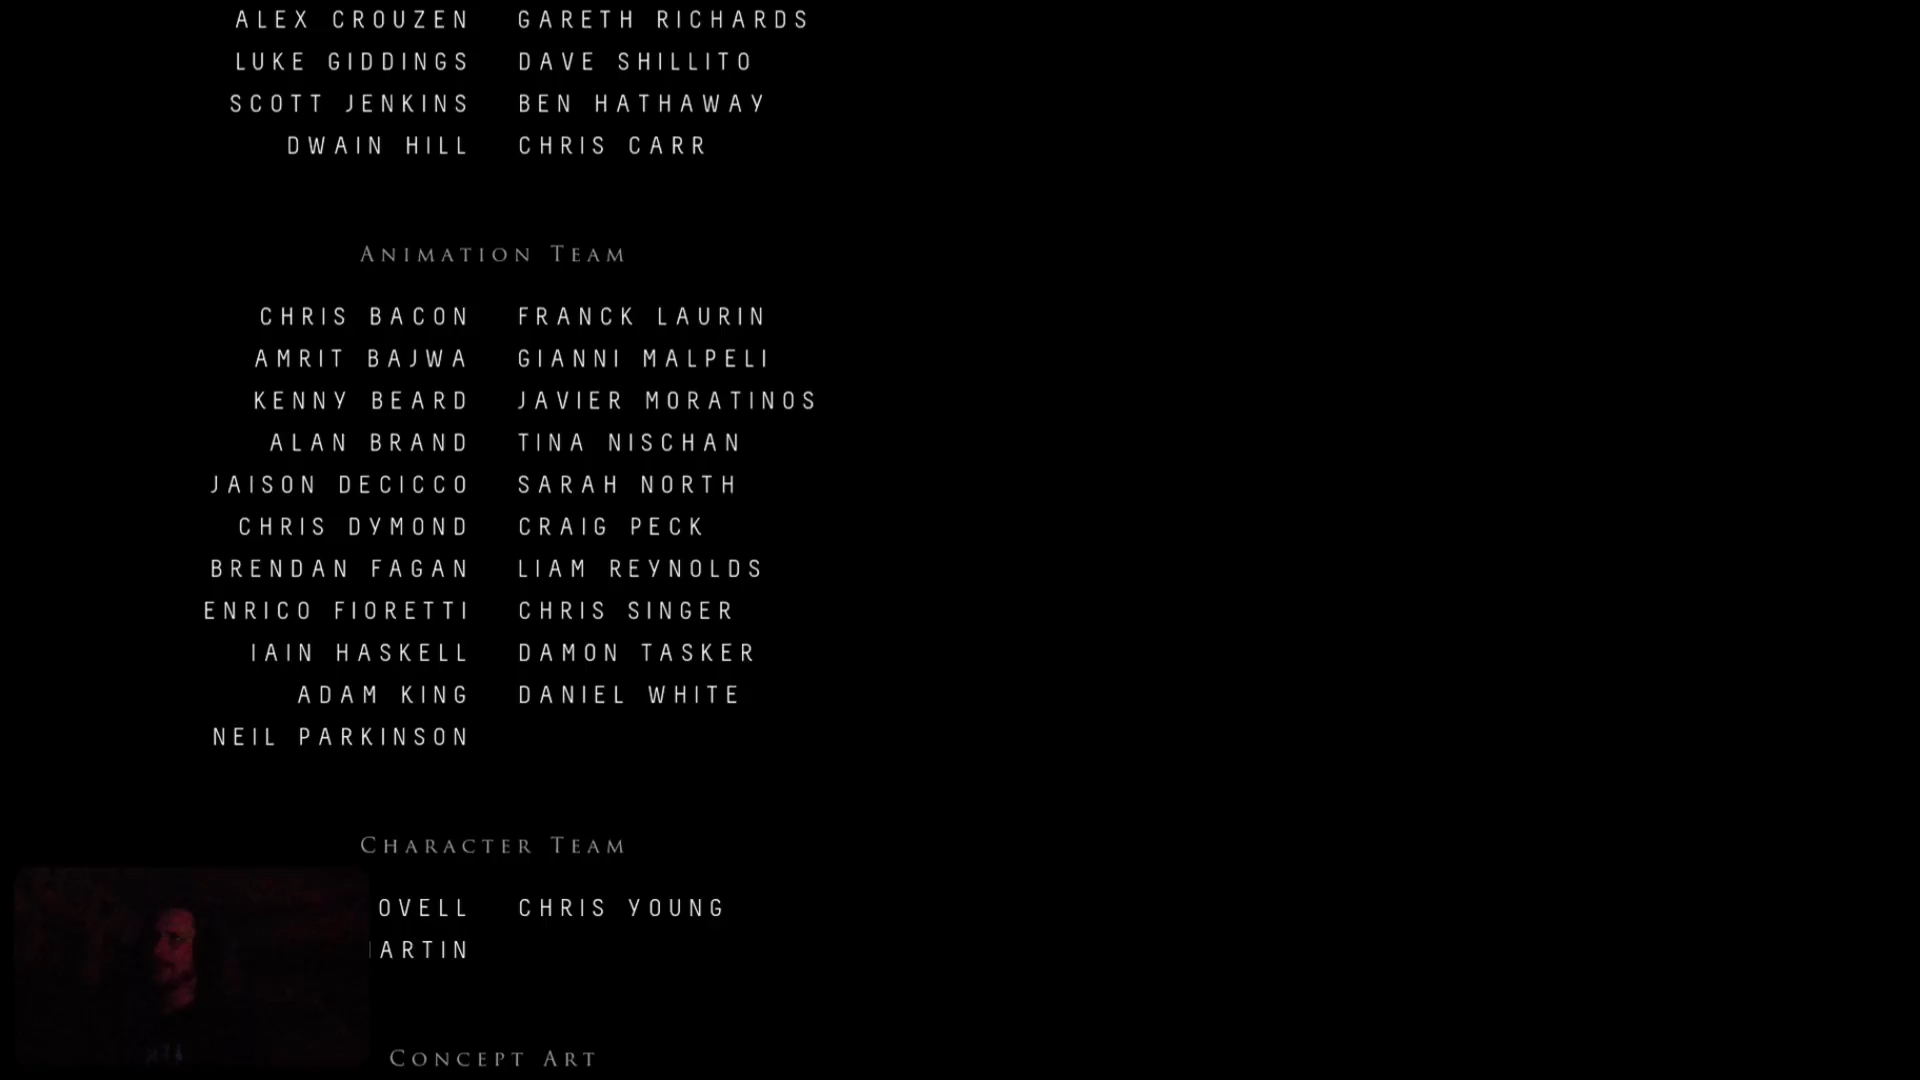 ALEX CROUZEN GARETH RICHARDS
LUKE GIDDINGS DAVE SHILLITO
SCOTT JENKINS BEN HATHAWAY
DWAIN HILL CHRIS CARR
ANIMATION TEAM
CHRIS BACON FRANCK LAURIN
AMRIT BAJWA GIANNI MALPELI
KENNY BEARD JAVIER MORATINOS
ALAN BRAND TINA NISCHAN
JAISON DECICCO SARAH NORTH
CHRIS DYMOND CRAIG PECK
BRENDAN FAGAN LIAM REYNOLDS
ENRICO FIORETTI CHRIS SINGER
IAIN HASKELL DAMON TASKER
ADAM KING DANIEL WHITE
NEIL PARKINSON
CHARACTER TEAM
OVELL CHRIS YOUNG
ARTIN
CONCEPT ART